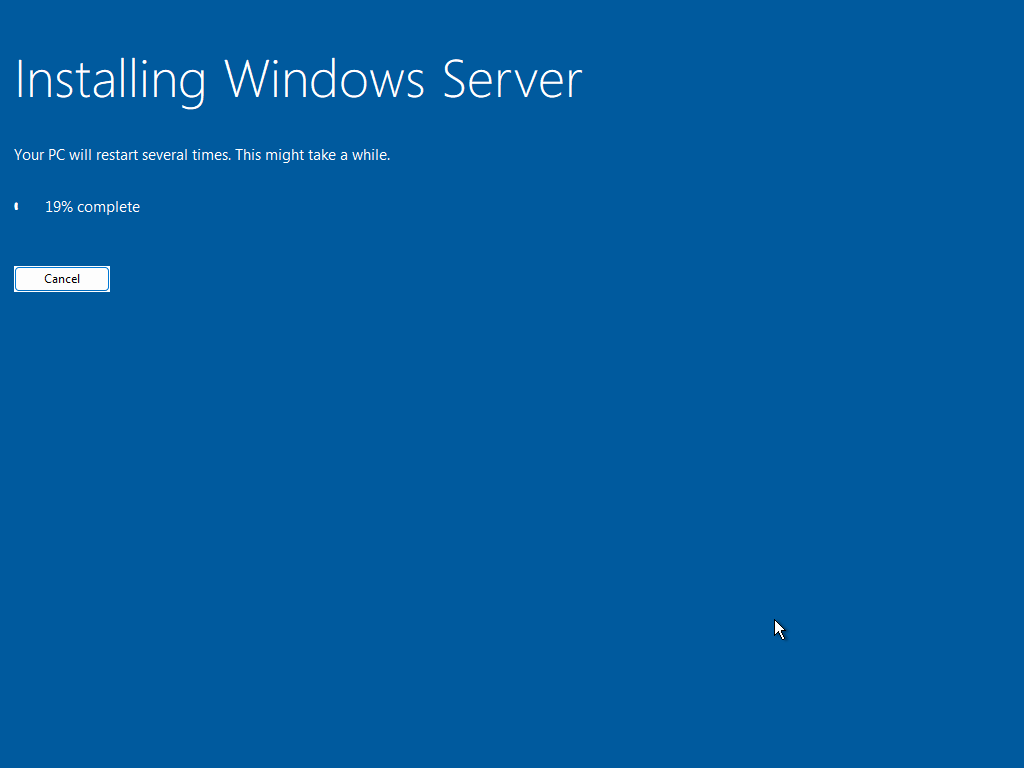 Installing Windows Server
Your PC will restart several times. This might take a while.
19% complete
Cancel